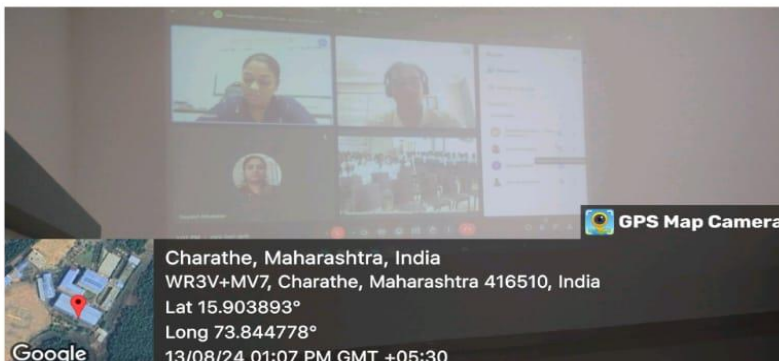 GPS Map Camera
Charathe, Maharashtra, India
WR3V+MV7, Charathe, Maharashtra 416510, India
Lat 15.903893°
Long 73.844778°
13/08/24 01:07 PM GMT +05:30
Google